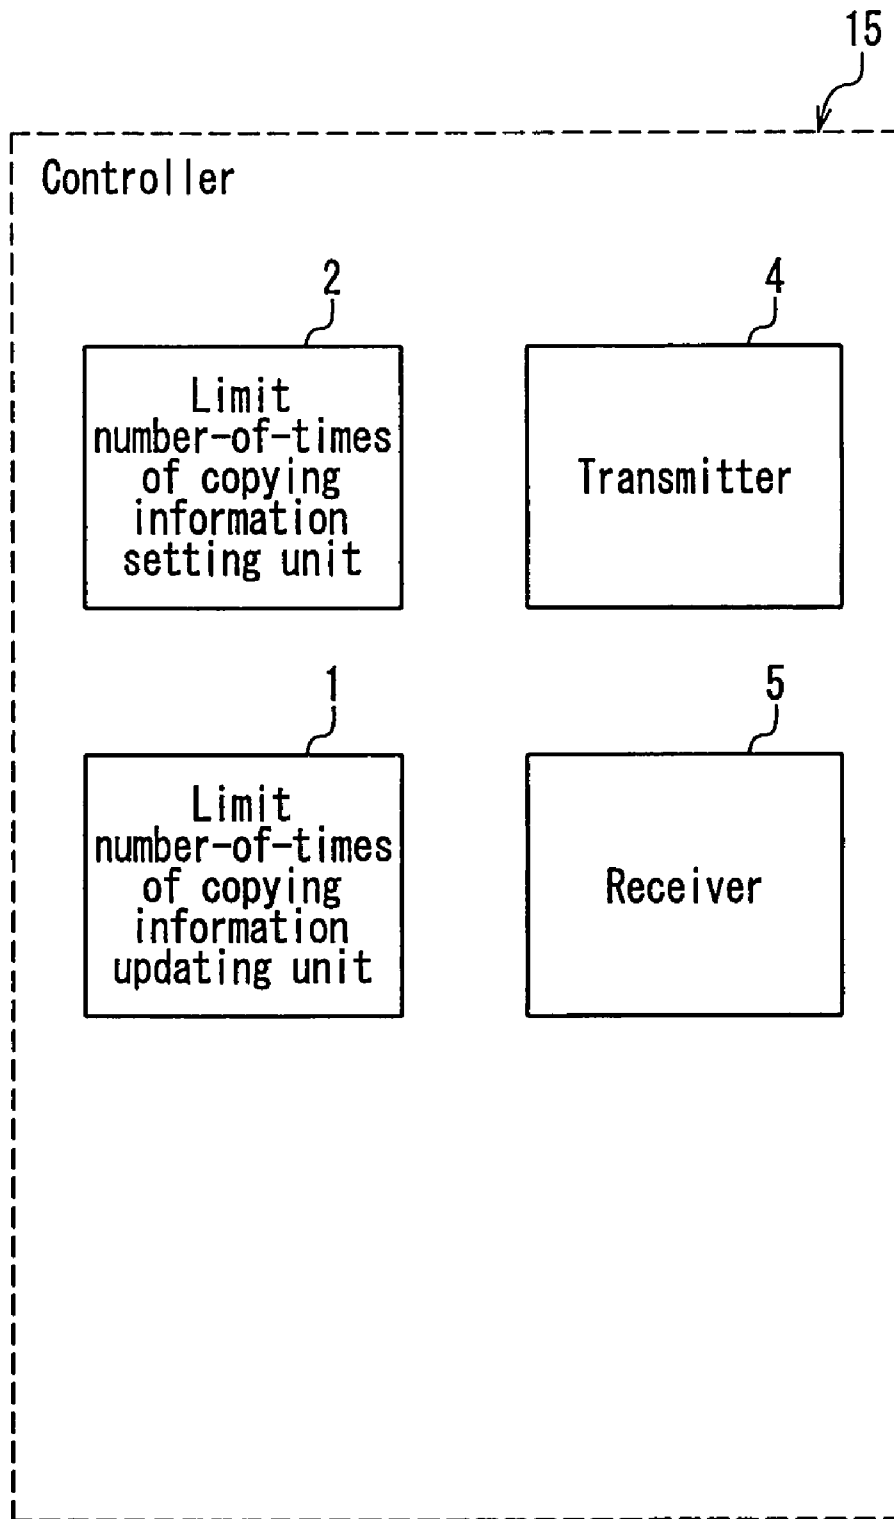 15
Controller
2
Limit
number-of-times
of copying
information
setting unit
4
Transmitter
1
Limit
number-of-times
of copying
information
updating unit
5
Receiver